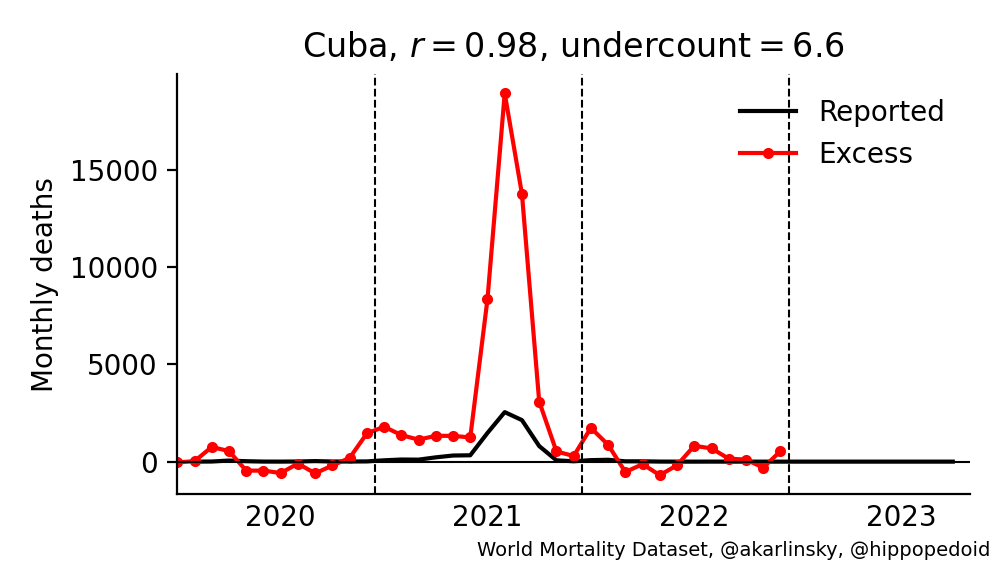 Cuba, r = 0.98, undercount = 6.6
Reported
Excess
Monthly deaths
15000
10000
5000
0
2020 2021 2022 2023
World Mortality Dataset, @akarlinsky, @hippopedoid